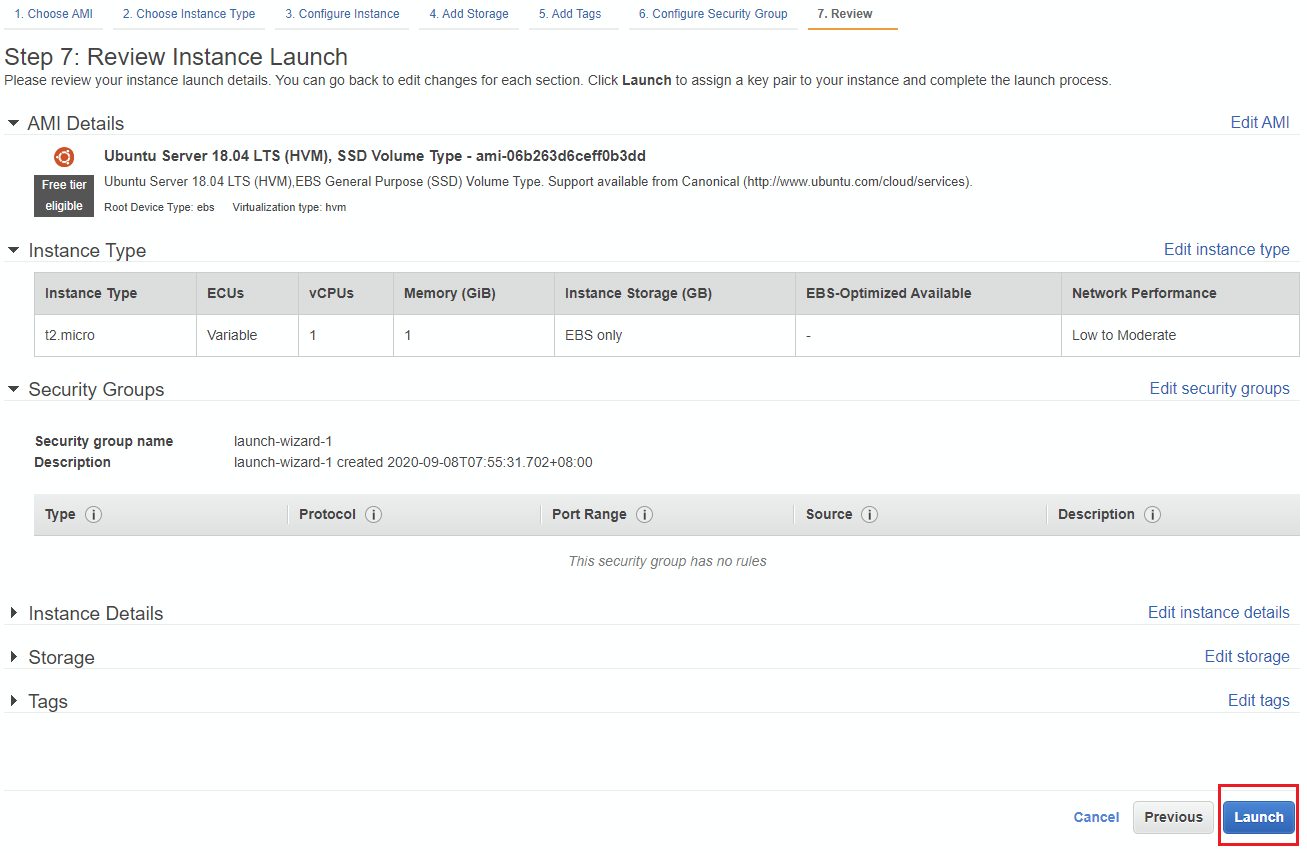 1. Choose AMI 2. Choose Instance Type 3. Configure Instance 4. Add Storage 5. Add Tags 6. Configure Security Group 7. Review
Step 7: Review Instance Launch
Please review your instance launch details. You can go back to edit changes for each section. Click Launch to assign a key pair to your instance and complete the launch process.
AMI Details Edit AMI
Ubuntu Server 18.04 LTS (HVM), SSD Volume Type - ami-06b263d6ceff0b3dd
Free tier eligible
Ubuntu Server 18.04 LTS (HVM),EBS General Purpose (SSD) Volume Type. Support available from Canonical (http://www.ubuntu.com/cloud/services).
Root Device Type: ebs Virtualization type: hvm
Instance Type Edit instance type
Instance Type ECUs vCPUs Memory (GiB) Instance Storage (GB) EBS-Optimized Available Network Performance
t2.micro Variable 1 1 EBS only - Low to Moderate
Security Groups Edit security groups
Security group name launch-wizard-1
Description launch-wizard-1 created 2020-09-08T07:55:31.702+08:00
Type i Protocol i Port Range i Source i Description i
This security group has no rules
Instance Details Edit instance details
Storage Edit storage
Tags Edit tags
Cancel Previous Launch